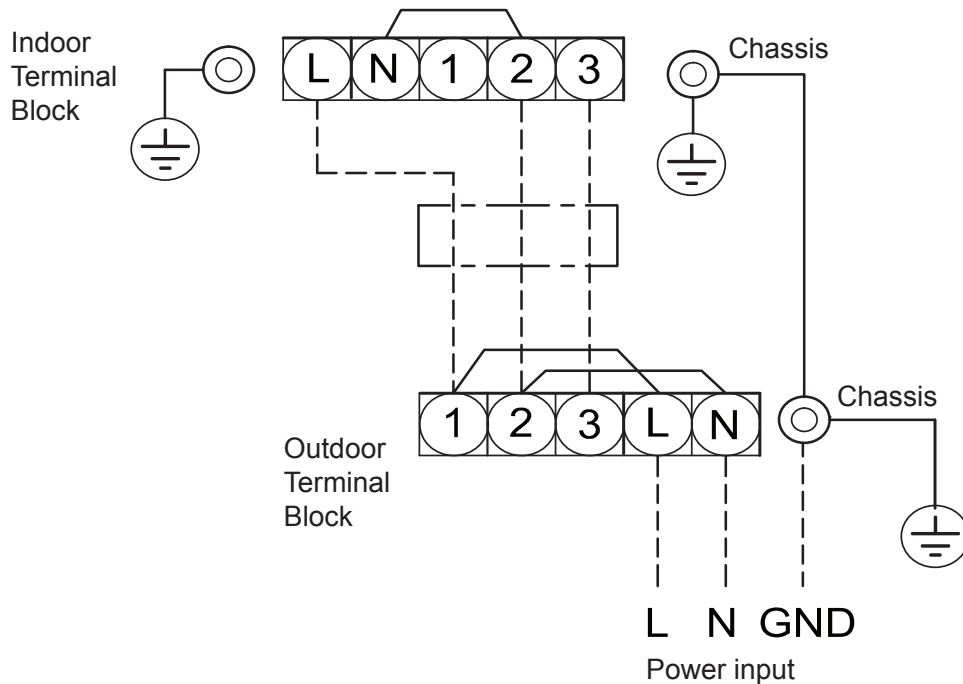 Indoor
Terminal
Block
L N 1 2 3
Chassis
1 2 3 L N
Chassis
Outdoor
Terminal
Block
L N GND
Power input